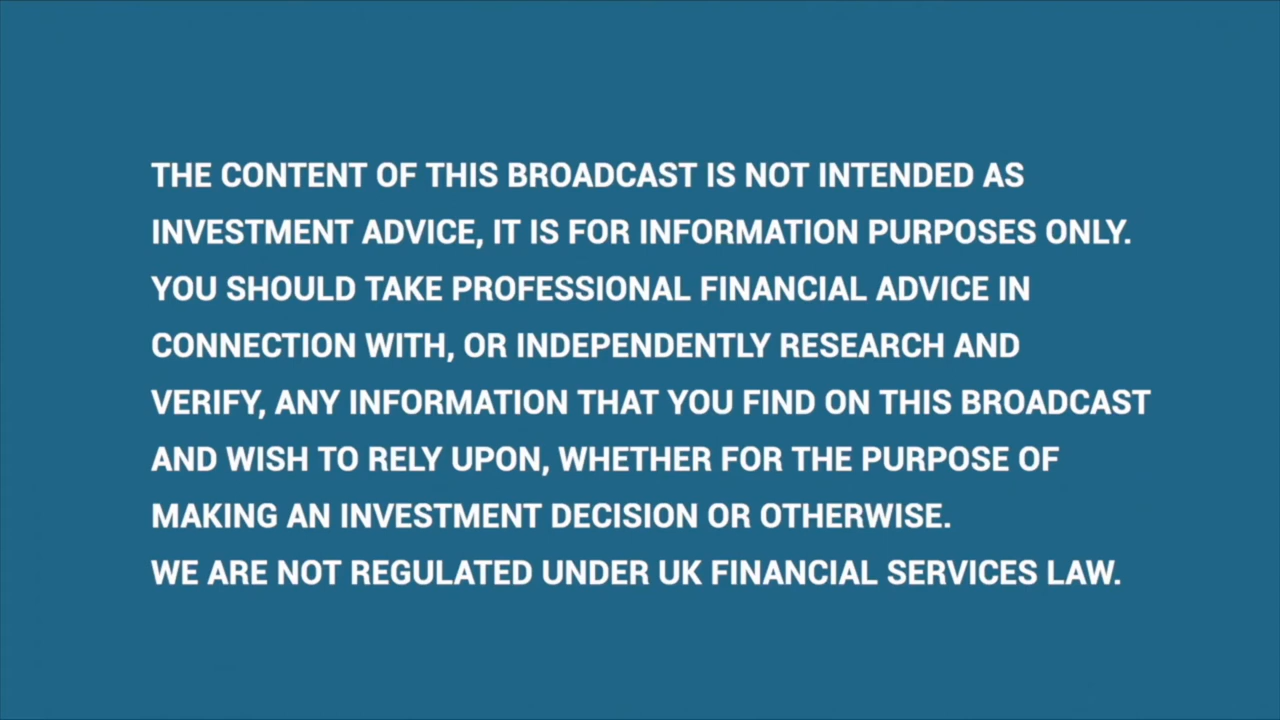 THE CONTENT OF THIS BROADCAST IS NOT INTENDED AS
INVESTMENT ADVICE, IT IS FOR INFORMATION PURPOSES ONLY.
YOU SHOULD TAKE PROFESSIONAL FINANCIAL ADVICE IN
CONNECTION WITH, OR INDEPENDENTLY RESEARCH AND
VERIFY, ANY INFORMATION THAT YOU FIND ON THIS BROADCAST
AND WISH TO RELY UPON, WHETHER FOR THE PURPOSE OF
MAKING AN INVESTMENT DECISION OR OTHERWISE.
WE ARE NOT REGULATED UNDER UK FINANCIAL SERVICES LAW.